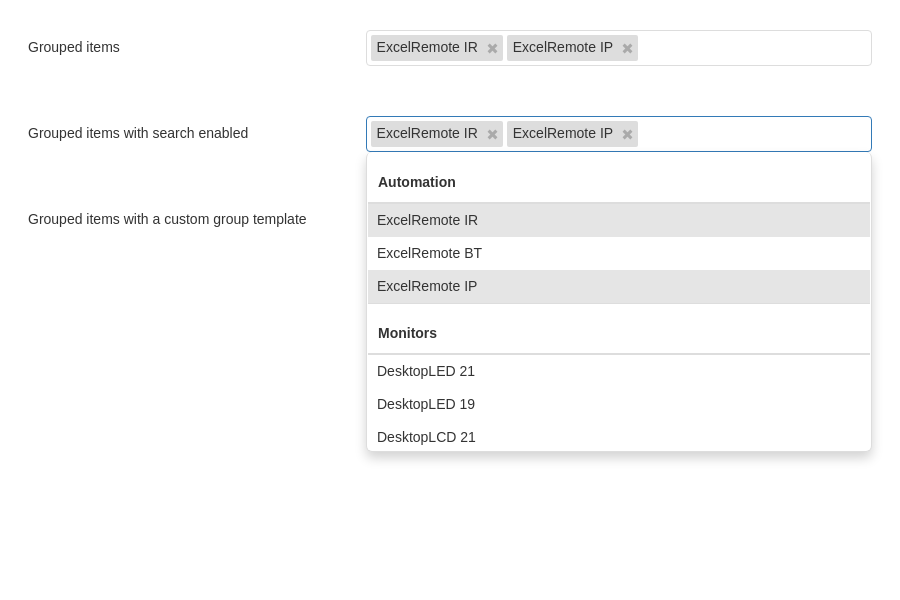 Grouped items
ExcelRemote IR ExcelRemote IP
Grouped items with search enabled
ExcelRemote IR ExcelRemote IP
Grouped items with a custom group template
Automation
ExcelRemote IR
ExcelRemote BT
ExcelRemote IP
Monitors
DesktopLED 21
DesktopLED 19
DesktopLCD 21